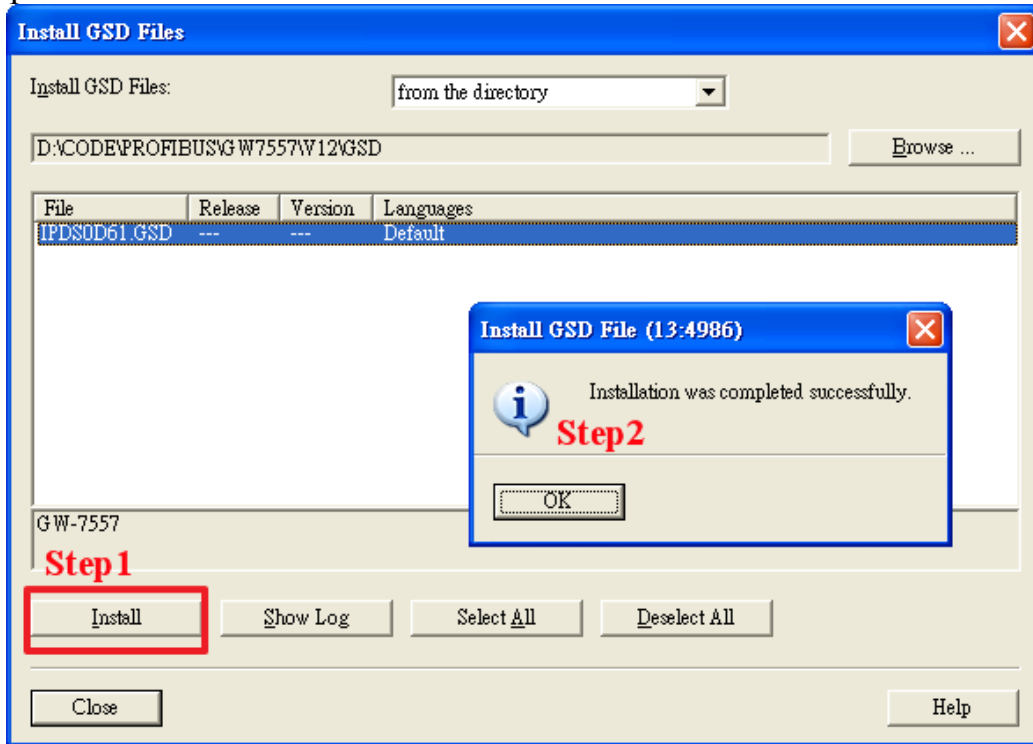 Install GSD Files
Install GSD Files:
from the directory
D:\CODE\PROFIBUS\GW7557\V12\GSD
Browse ...
File Release Version Languages
IPDS0D61.GSD --- --- Default
Install GSD File (13:4986)
Installation was completed successfully.
Step2
OK
GW-7557
Step1
Install Show Log Select All Deselect All
Close Help